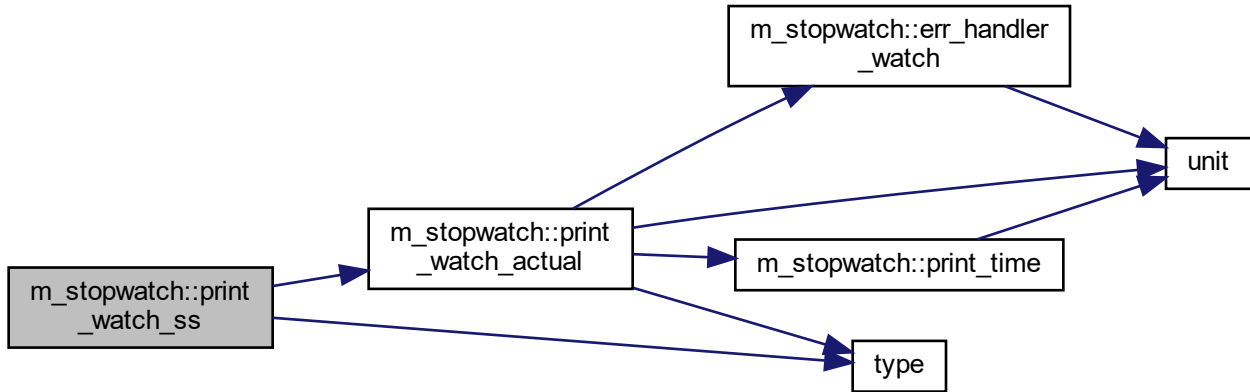 m_stopwatch::print
_watch_ss
m_stopwatch::print
_watch_actual
m_stopwatch::err_handler
_watch
unit
m_stopwatch::print_time
type